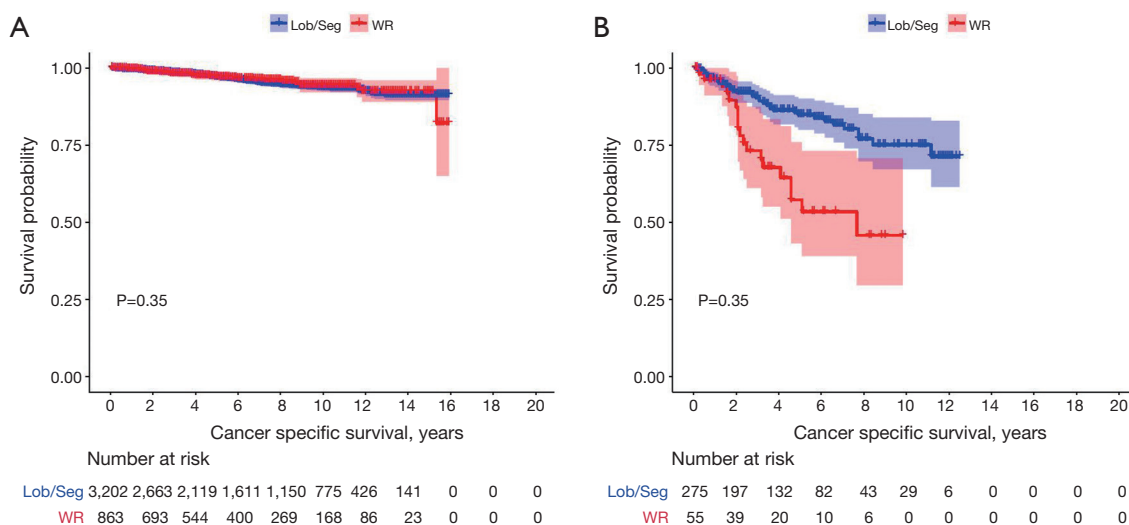 A
Lob/Seg WR
1.00
0.75
0.50
0.25
0.00
Survival probability
P=0.35
0 2 4 6 8 10 12 14 16 18 20
Cancer specific survival, years
Number at risk
Lob/Seg 3,202 2,663 2,119 1,611 1,150 775 426 141 0 0 0
WR 863 693 544 400 269 168 86 23 0 0 0
B
Lob/Seg WR
1.00
0.75
0.50
0.25
0.00
Survival probability
P=0.35
0 2 4 6 8 10 12 14 16 18 20
Cancer specific survival, years
Number at risk
Lob/Seg 275 197 132 82 43 29 6 0 0 0 0
WR 55 39 20 10 6 0 0 0 0 0 0